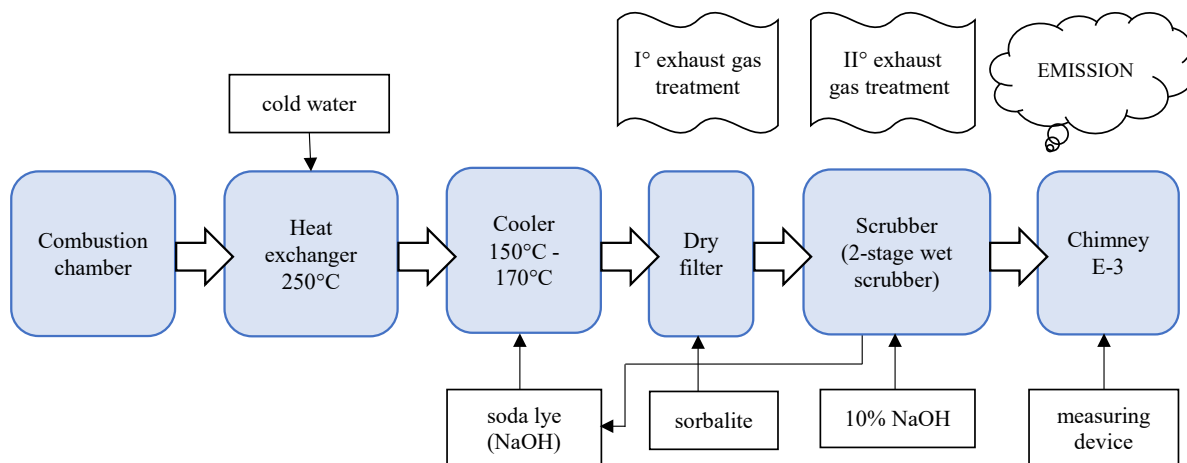 I° exhaust gas
treatment
II° exhaust
gas treatment
EMISSION
cold water
Combustion
chamber
Heat
exchanger
250°C
Cooler
150°C -
170°C
Dry
filter
Scrubber
(2-stage wet
scrubber)
Chimney
E-3
soda lye
(NaOH)
sorbalite
10% NaOH
measuring
device